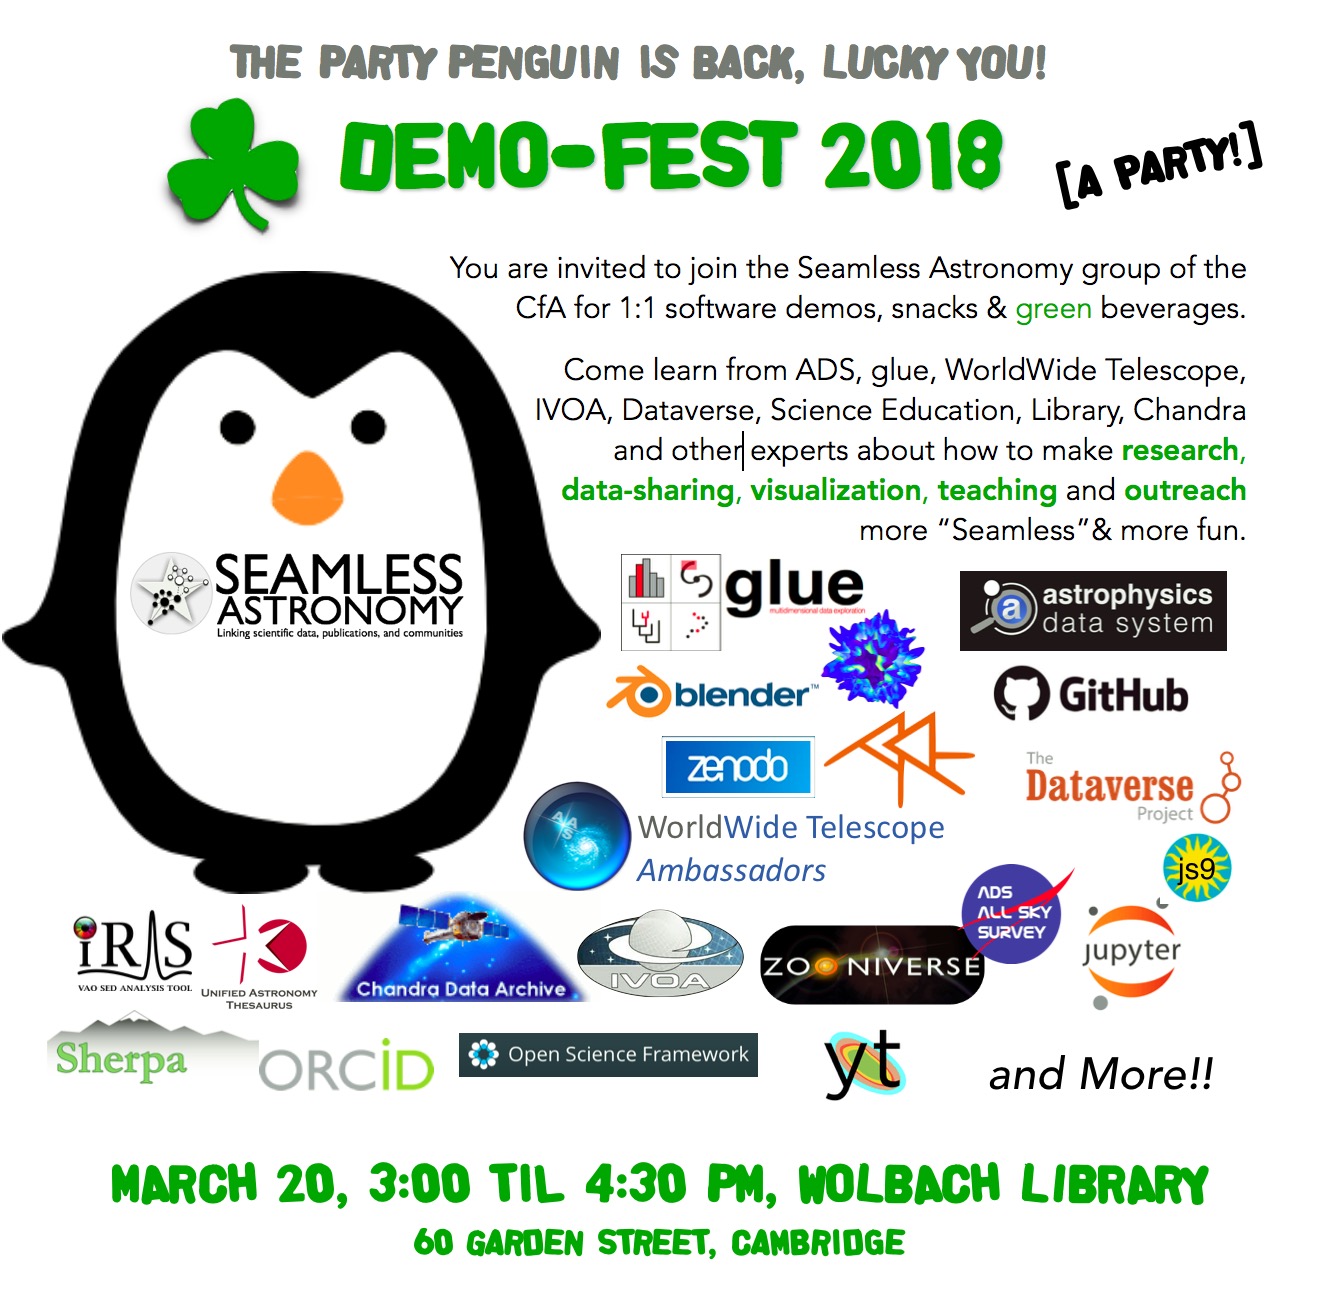 THE PARTY PENGUIN IS BACK, LUCKY YOU!
DEMO-FEST 2018
[A PARTY!]
You are invited to join the Seamless Astronomy group of the
CfA for 1:1 software demos, snacks & green beverages.
Come learn from ADS, glue, WorldWide Telescope,
IVOA, Dataverse, Science Education, Library, Chandra
and other experts about how to make research,
data-sharing, visualization, teaching and outreach
more “Seamless”& more fun.
SEAMLESS
ASTRONOMY
Linking scientific data, publications, and communities
glue
multidimensional data exploration
a
astrophysics
data system
blender™
GitHub
zenodo
The
Dataverse
Project
AAS
WorldWide Telescope
Ambassadors
js9
ADS
ALL SKY
SURVEY
jupyter
iRIS
VAO SED ANALYSIS TOOL
UNIFIED ASTRONOMY
THESAURUS
Chandra Data Archive
IVOA
ZOONIVERSE
Sherpa
ORCiD
Open Science Framework
yt
and More!!
MARCH 20, 3:00 TIL 4:30 PM, WOLBACH LIBRARY
60 GARDEN STREET, CAMBRIDGE